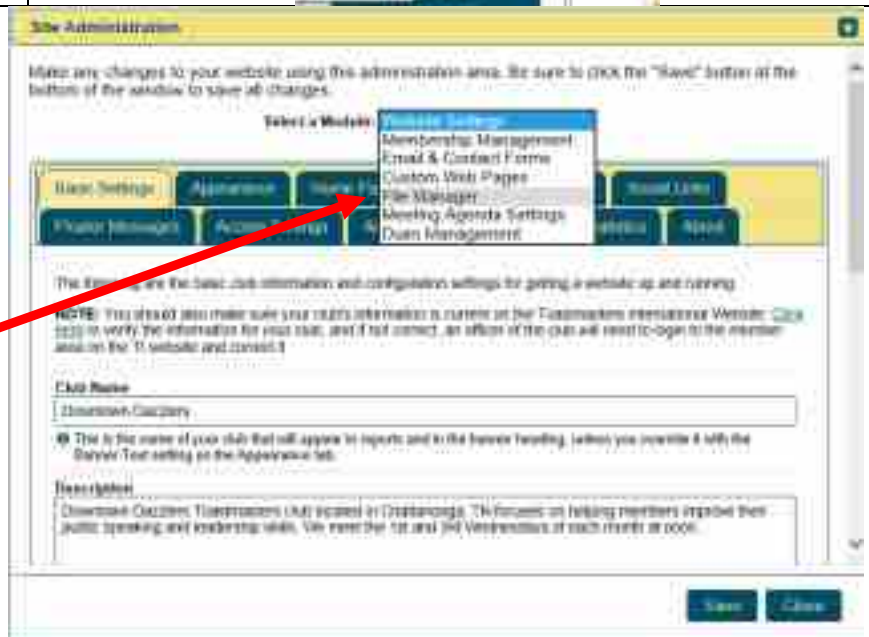 Site Administration
Make any changes to your website using this administration area. Be sure to click the "Save" button at the
bottom of the window to save all changes.
Select a Module: Website Settings
Membership Management
Email & Contact Forms
Custom Web Pages
File Manager
Meeting Agenda Settings
Dues Management
Basic Settings Appearance Home Social Links
Messages Access About
The following are the basic club information and configuration settings for getting a website up and running.
NOTE: You should also make sure your club's information is current on the Toastmasters International Website. Click
here to verify the information for your club, and if not correct, an officer of the club will need to login to the member
area on the TI website and correct it
Club Name
Downtown Dazzlers
This is the name of your club that will appear in reports and in the banner heading, unless you override it with the
Banner Text setting on the Appearance tab.
Description
Downtown Dazzlers Toastmasters club located in Chattanooga, TN focuses on helping members improve their
public speaking and leadership skills. We meet the 1st and 3rd Wednesdays of each month at noon.
Save Close